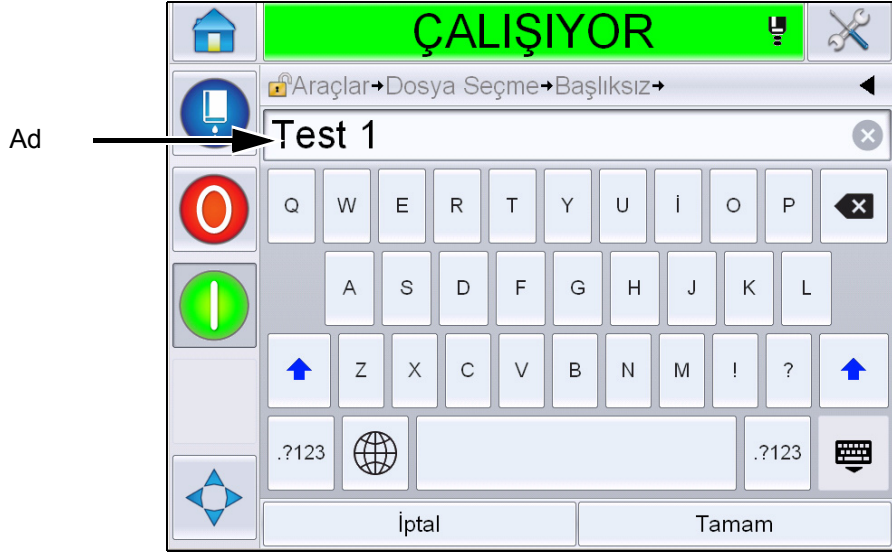 ÇALIŞIYOR
Araçlar→Dosya Seçme→Başlıksız→
Ad
Test 1
Q W E R T Y U İ O P
A S D F G H J K L
Z X C V B N M ! ?
.?123 .?123
İptal Tamam